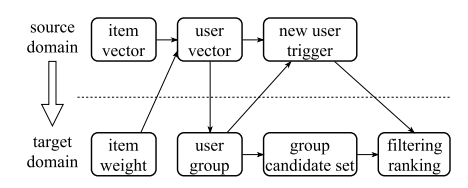 source
domain
item
vector
user
vector
new user
trigger
target
domain
item
weight
user
group
group
candidate set
filtering
ranking